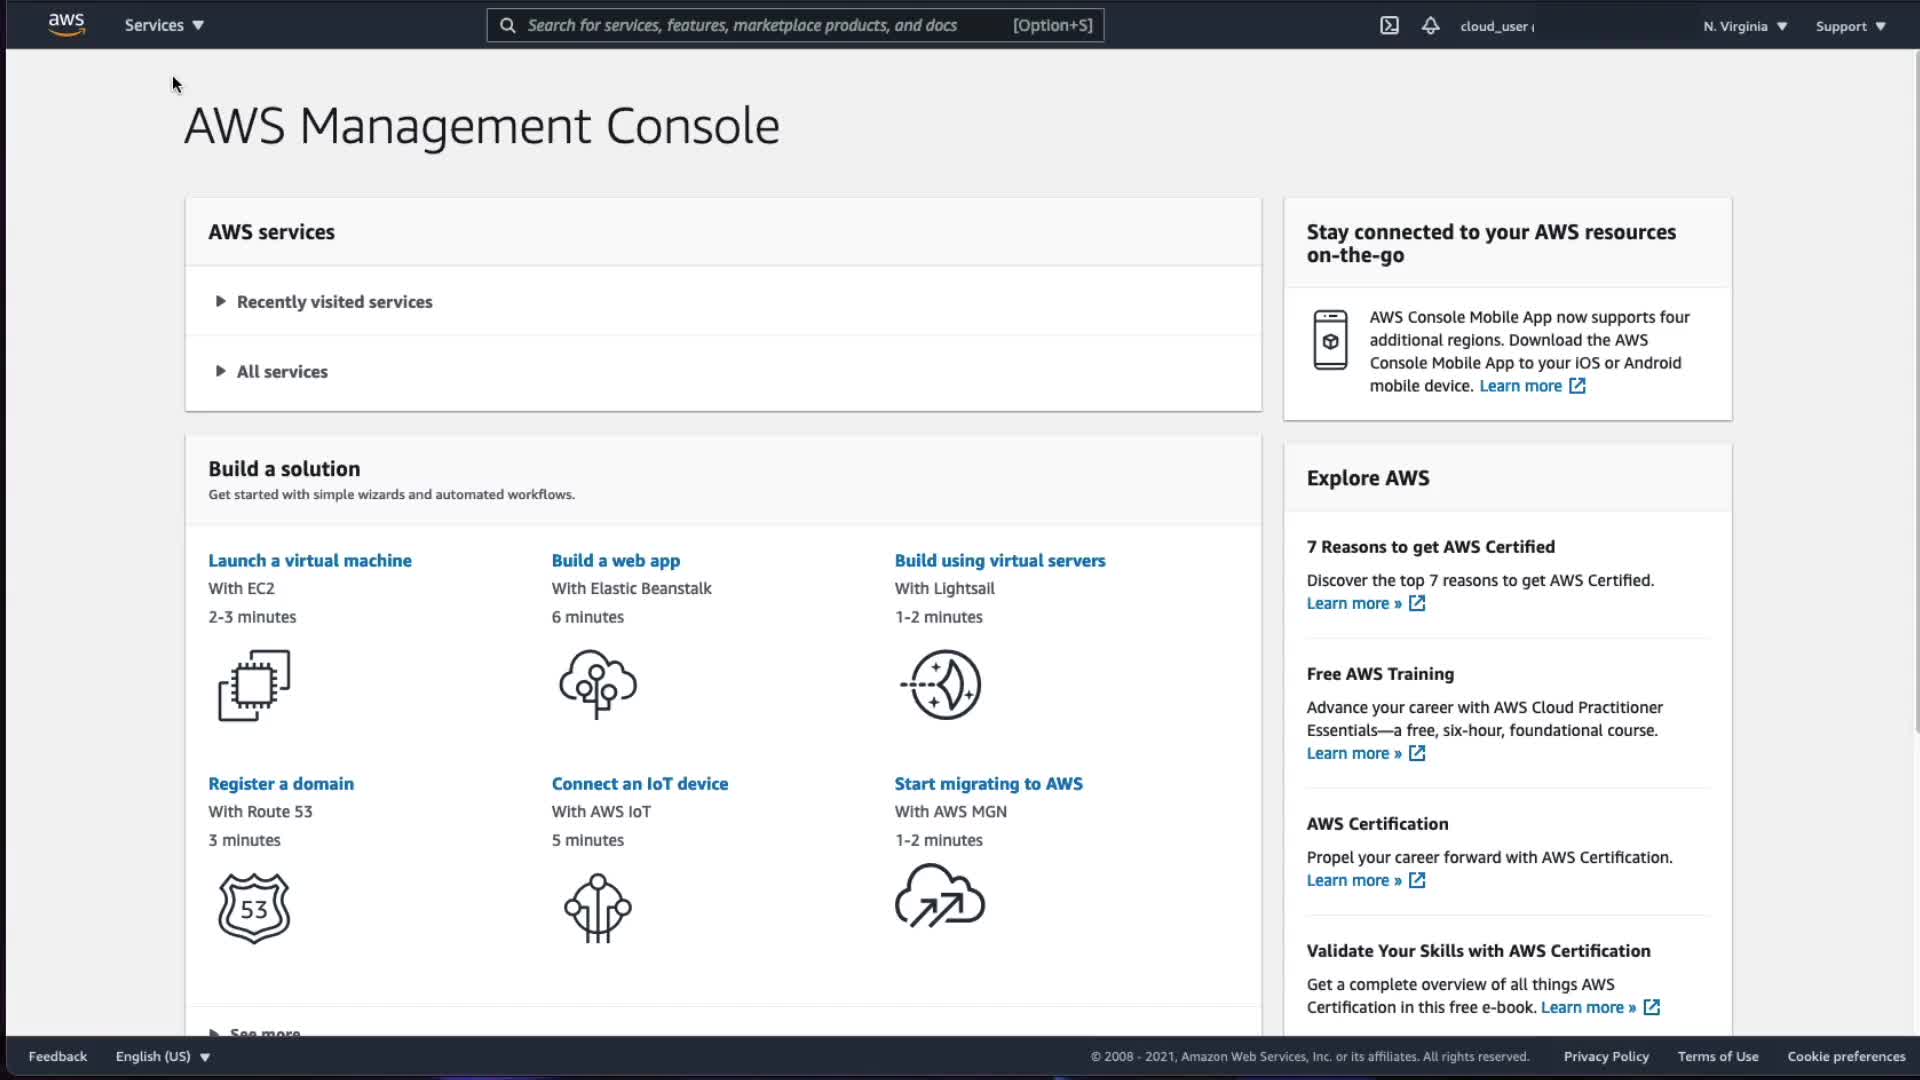 aws
Services
Search for services, features, marketplace products, and docs
[Option+S]
cloud_user
N. Virginia
Support
AWS Management Console
AWS services
Recently visited services
All services
Stay connected to your AWS resources
on-the-go
AWS Console Mobile App now supports four
additional regions. Download the AWS
Console Mobile App to your iOS or Android
mobile device. Learn more
Build a solution
Get started with simple wizards and automated workflows.
Launch a virtual machine
With EC2
2-3 minutes
Build a web app
With Elastic Beanstalk
6 minutes
Build using virtual servers
With Lightsail
1-2 minutes
Register a domain
With Route 53
3 minutes
53
Connect an IoT device
With AWS IoT
5 minutes
Start migrating to AWS
With AWS MGN
1-2 minutes
See more
Explore AWS
7 Reasons to get AWS Certified
Discover the top 7 reasons to get AWS Certified.
Learn more »
Free AWS Training
Advance your career with AWS Cloud Practitioner
Essentials—a free, six-hour, foundational course.
Learn more »
AWS Certification
Propel your career forward with AWS Certification.
Learn more »
Validate Your Skills with AWS Certification
Get a complete overview of all things AWS
Certification in this free e-book. Learn more »
Feedback
English (US)
© 2008 - 2021, Amazon Web Services, Inc. or its affiliates. All rights reserved.
Privacy Policy
Terms of Use
Cookie preferences